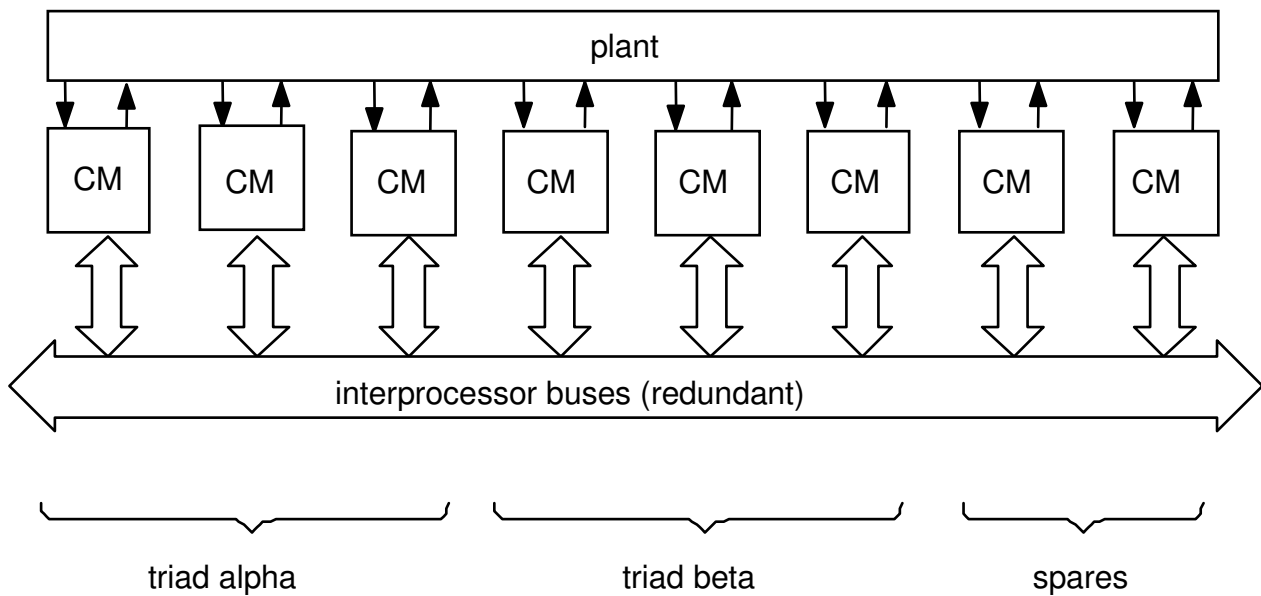 plant
CM CM CM CM CM CM CM CM
interprocessor buses (redundant)
triad alpha triad beta spares